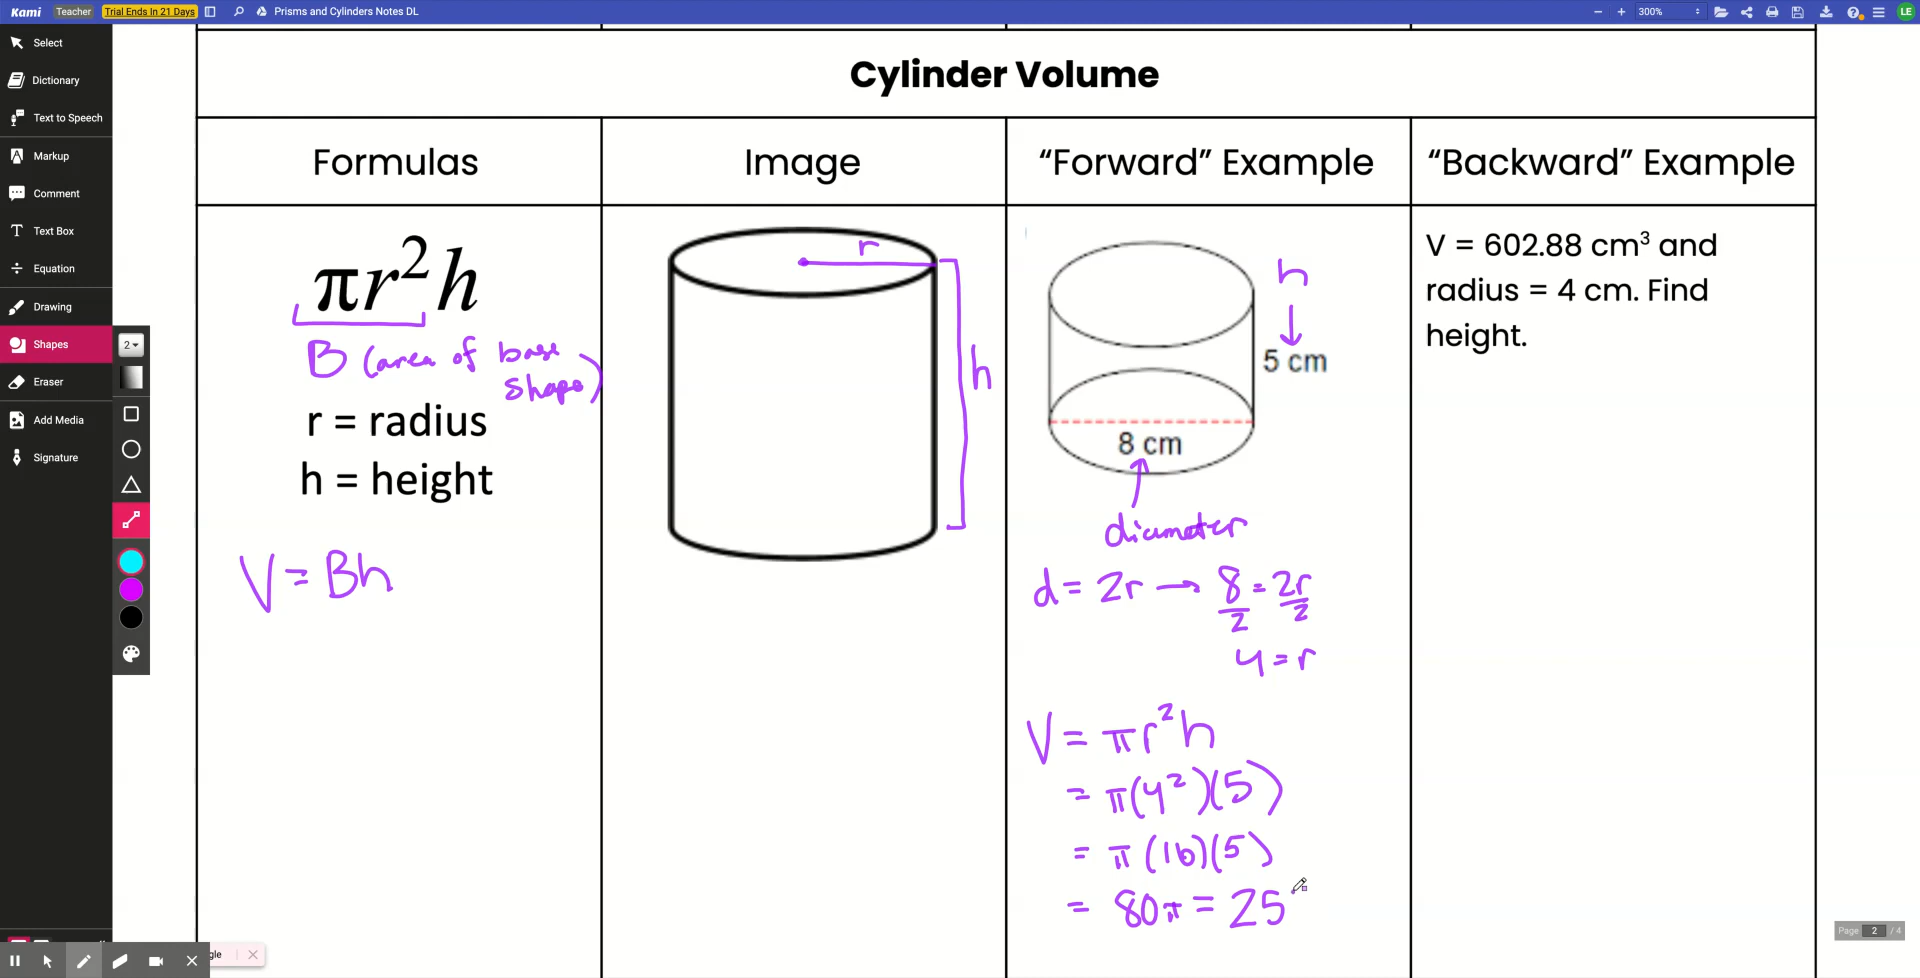 Kami Teacher Trial Ends In 21 Days Prisms and Cylinders Notes DL 300% LE
Select
Dictionary
Text to Speech
Markup
Comment
Text Box
Equation
Drawing
Shapes
Eraser
Add Media
Signature
2
Cylinder Volume
Formulas
Image
“Forward” Example
“Backward” Example
πr²h
B (area of base
shape)
r = radius
h = height
V = Bh
r
h
h
5 cm
8 cm
diameter
d = 2r → 8/2 = 2r/2
4 = r
V = πr²h
= π(4²)(5)
= π(16)(5)
= 80π = 25
V = 602.88 cm³ and
radius = 4 cm. Find
height.
Page 2 / 4
gle